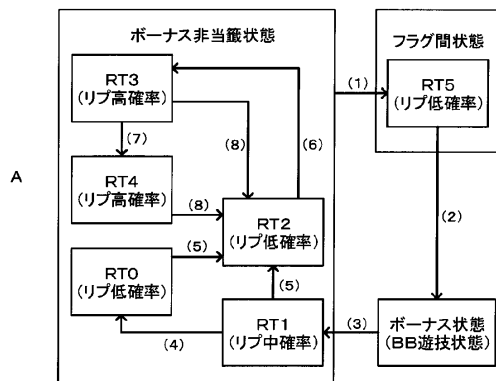 ボーナス非当籤状態
フラグ間状態
RT3
(リプ高確率)
(1)
RT5
(リプ低確率)
(7)
(8)
(6)
A
RT4
(リプ高確率)
(8)
RT2
(リプ低確率)
(2)
RT0
(リプ低確率)
(5)
(5)
RT1
(リプ中確率)
(4)
(3)
ボーナス状態
(BB遊技状態)